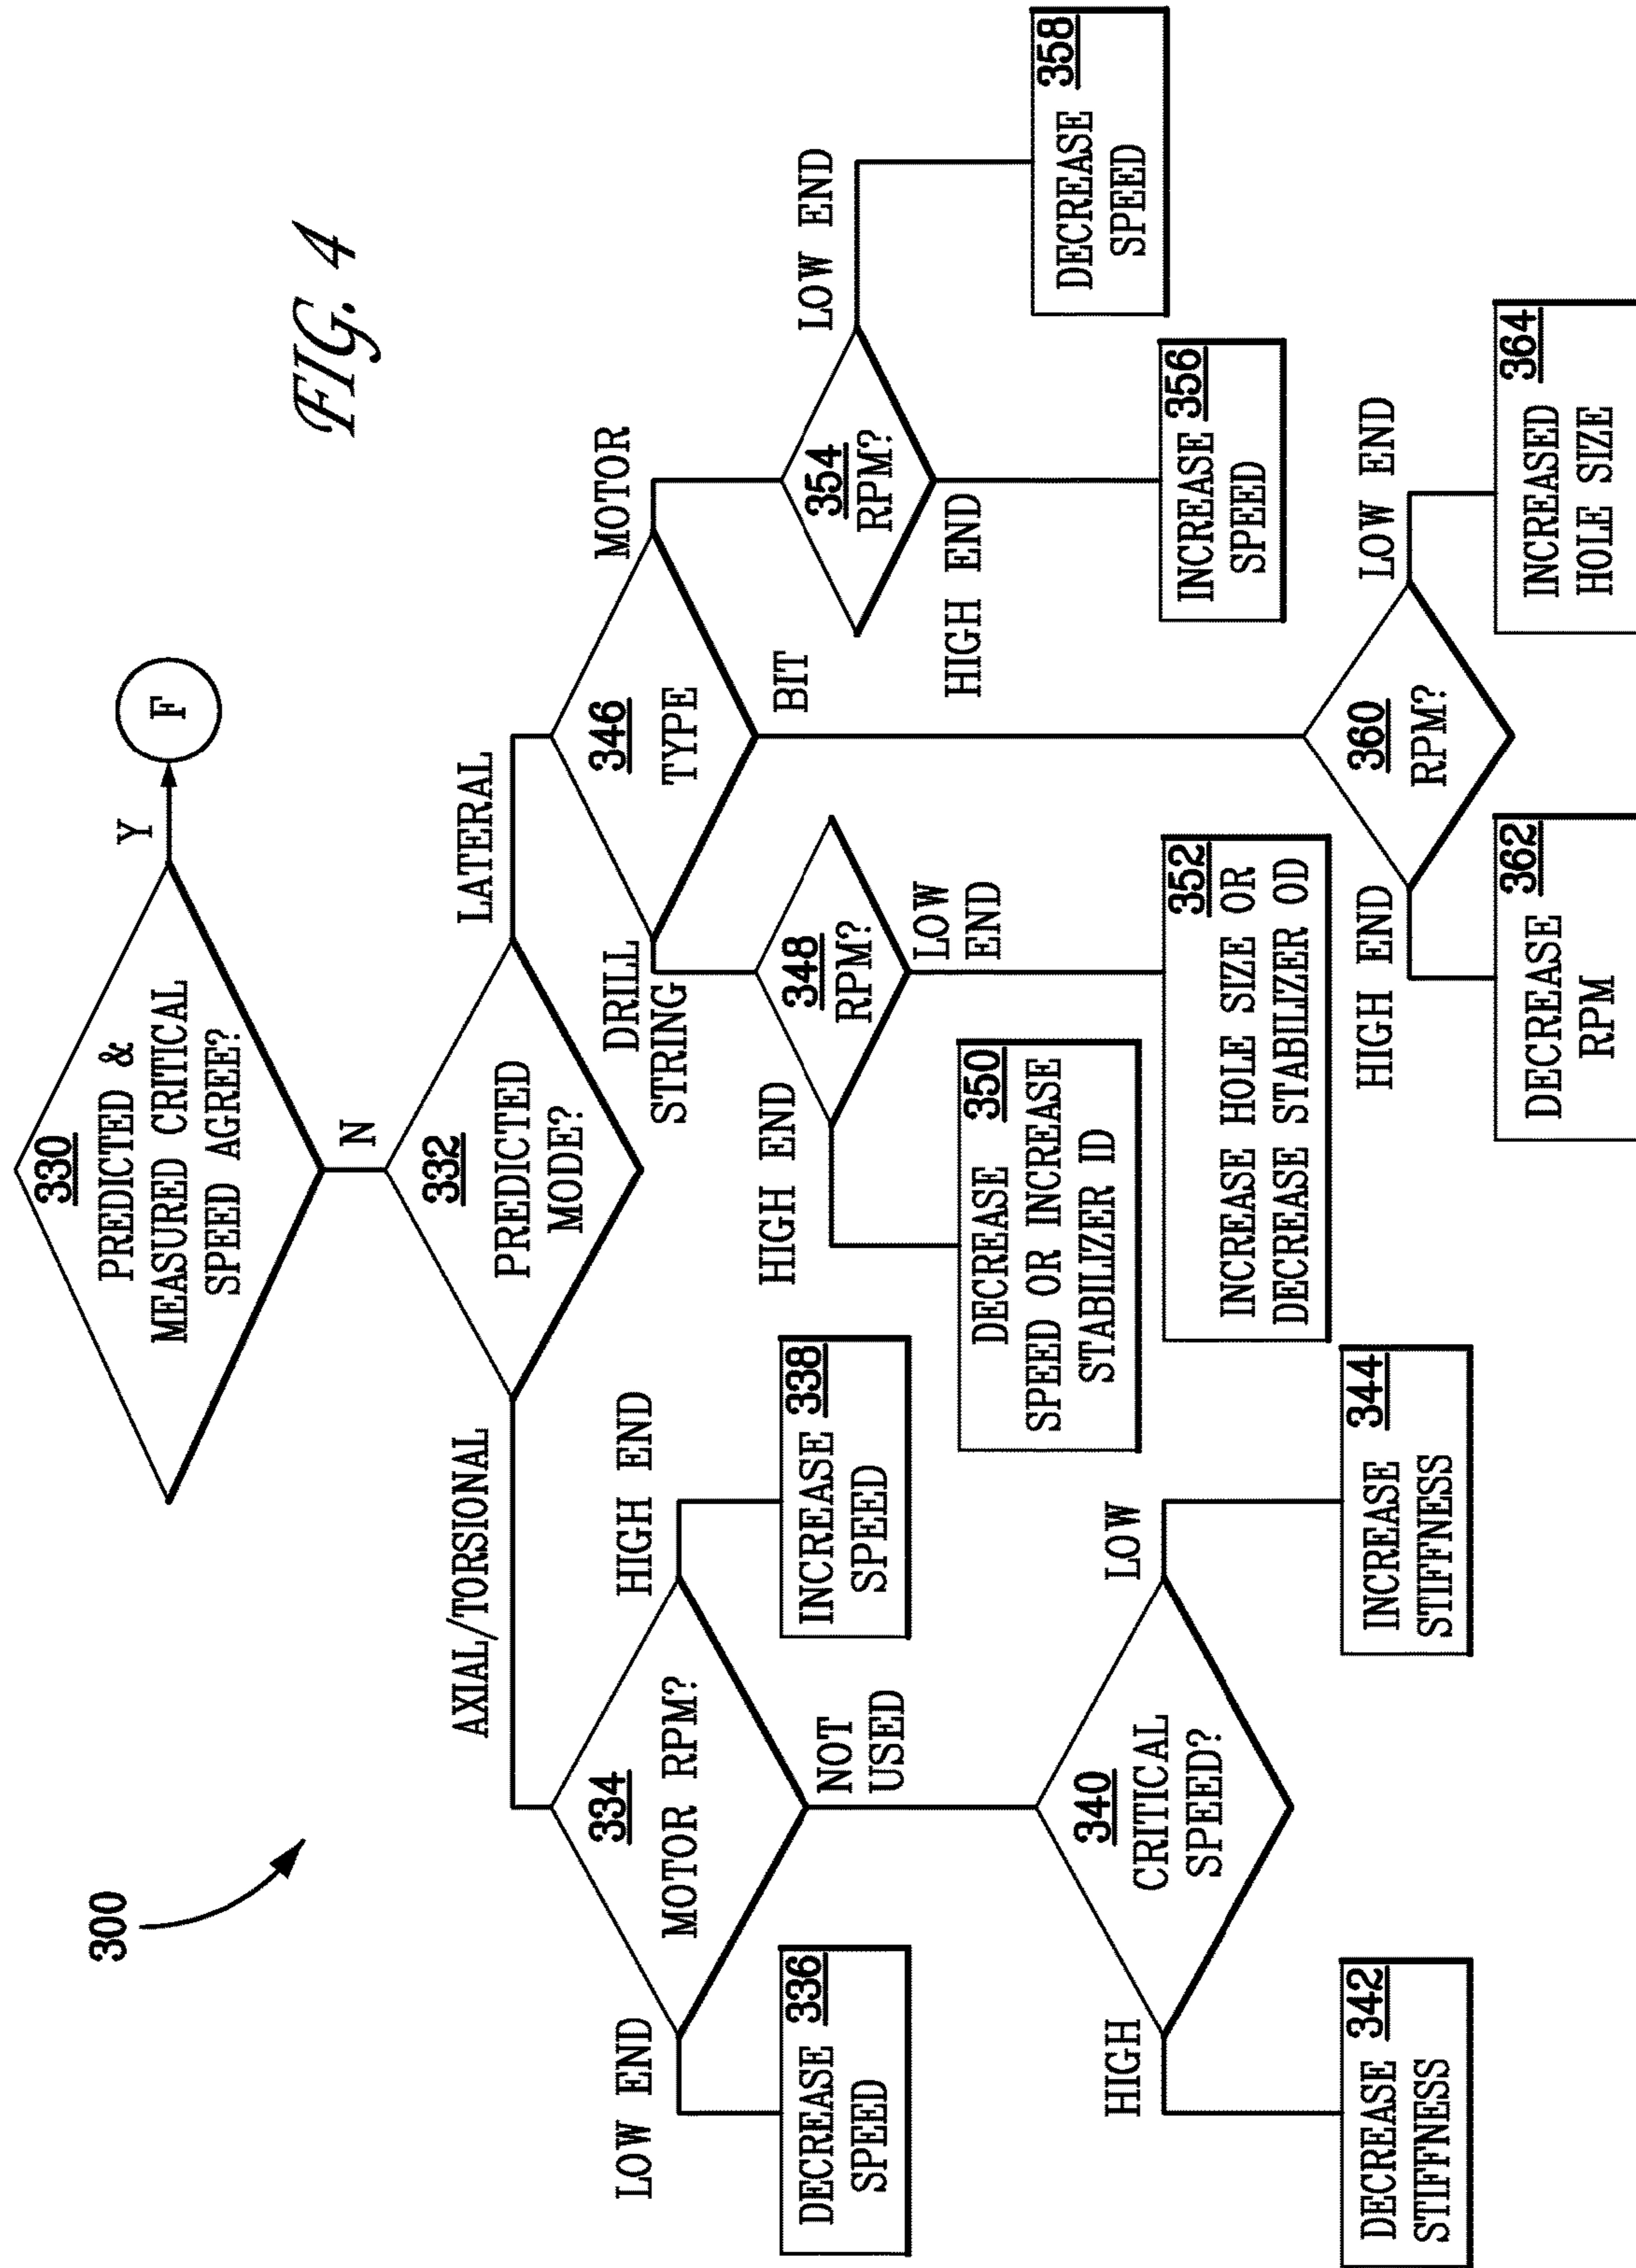 FIG. 4
300
330
PREDICTED &
MEASURED CRITICAL
SPEED AGREE?
Y
F
N
332
PREDICTED
MODE?
AXIAL/TORSIONAL
LATERAL
334
MOTOR RPM?
LOW END
HIGH END
NOT
USED
DECREASE 336
SPEED
INCREASE 338
SPEED
340
CRITICAL
SPEED?
HIGH
LOW
DECREASE 342
STIFFNESS
344
INCREASE
STIFFNESS
346
TYPE
DRILL
STRING
MOTOR
BIT
348
RPM?
HIGH END
LOW
END
350
DECREASE
SPEED OR INCREASE
STABILIZER ID
352
INCREASE HOLE SIZE OR
DECREASE STABILIZER OD
354
RPM?
LOW END
HIGH END
INCREASE 356
SPEED
358
DECREASE
SPEED
360
RPM?
HIGH END
LOW END
362
DECREASE
RPM
364
INCREASED
HOLE SIZE